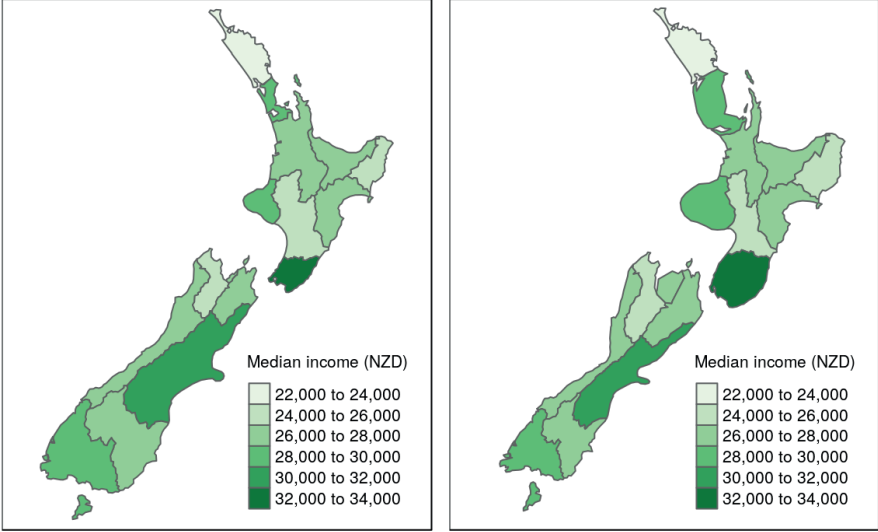 Median income (NZD)
22,000 to 24,000
24,000 to 26,000
26,000 to 28,000
28,000 to 30,000
30,000 to 32,000
32,000 to 34,000
Median income (NZD)
22,000 to 24,000
24,000 to 26,000
26,000 to 28,000
28,000 to 30,000
30,000 to 32,000
32,000 to 34,000